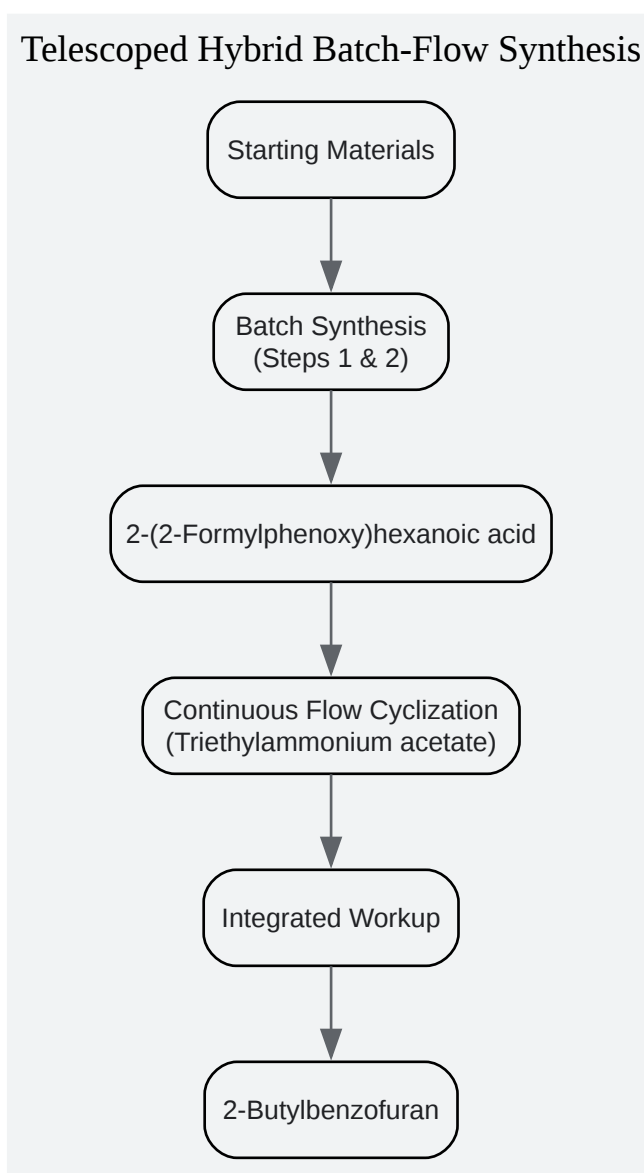 Telescoped Hybrid Batch-Flow Synthesis
Starting Materials
Batch Synthesis
(Steps 1 & 2)
2-(2-Formylphenoxy)hexanoic acid
Continuous Flow Cyclization
(Triethylammonium acetate)
Integrated Workup
2-Butylbenzofuran